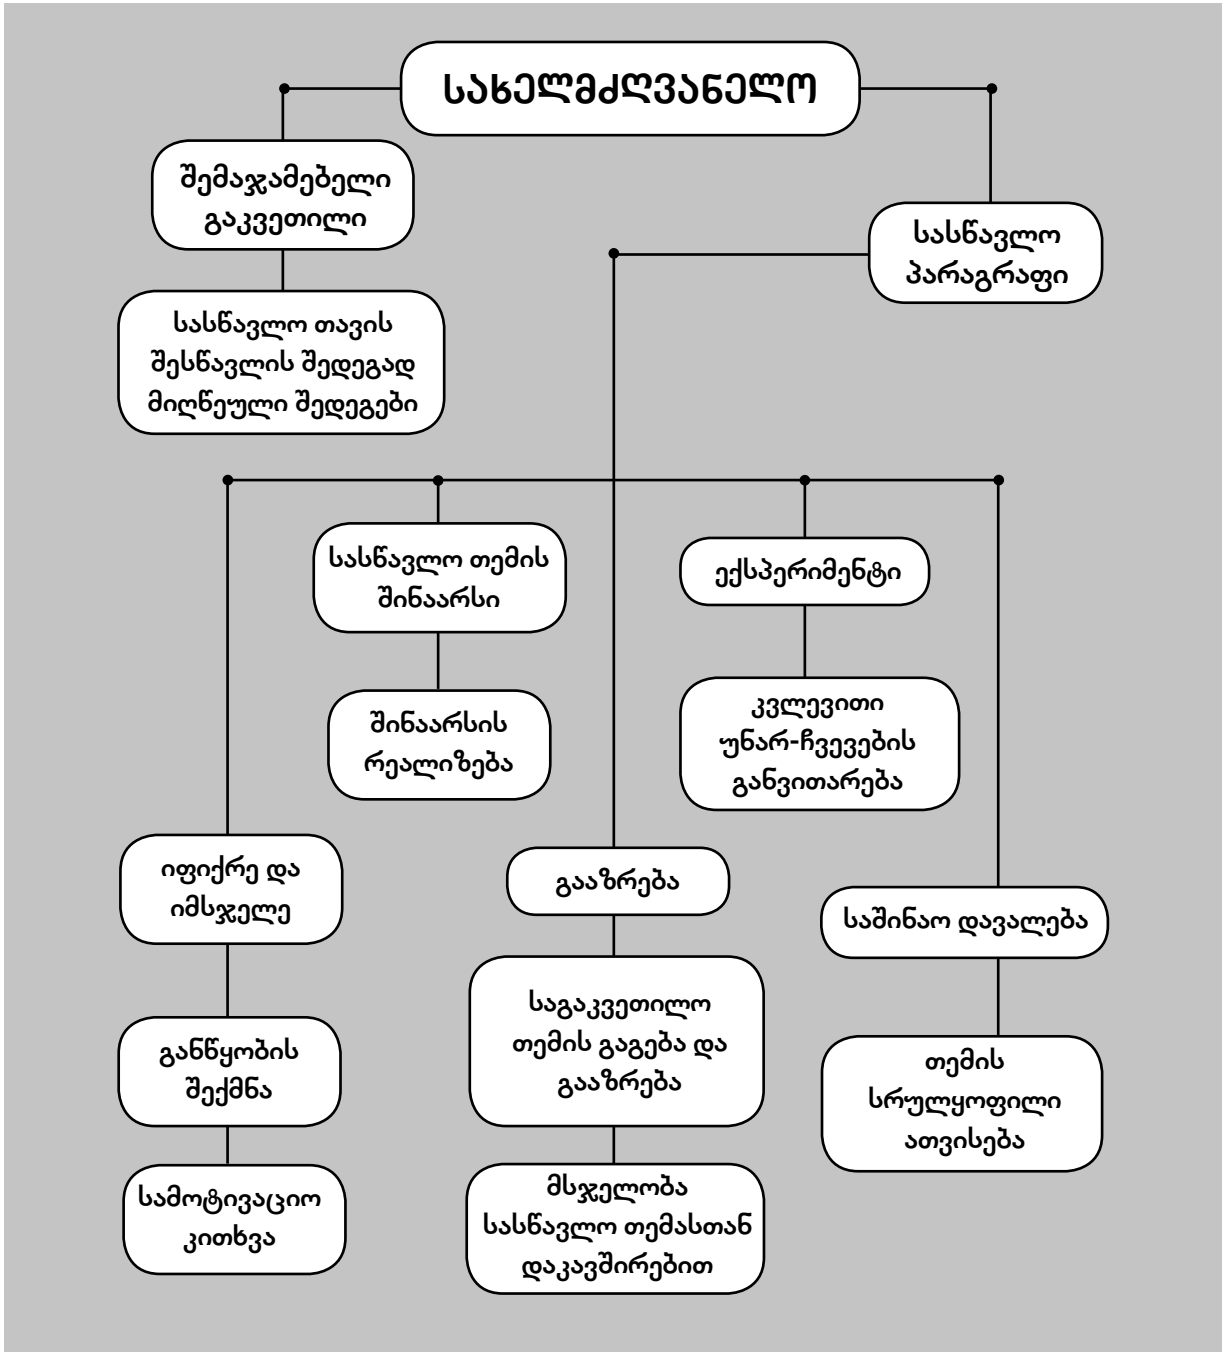 სახელმძღვანელო
შემაჯამებელი
გაკვეთილი
სასწავლო
პარაგრაფი
სასწავლო თავის
შესწავლის შედეგად
მიღწეული შედეგები
სასწავლო თემის
შინაარსი
ექსპერიმენტი
შინაარსის
რეალიზება
კვლევითი
უნარ-ჩვევების
განვითარება
იფიქრე და
იმსჯელე
გააზრება
საშინაო დავალება
განწყობის
შექმნა
საგაკვეთილო
თემის გაგება და
გააზრება
თემის
სრულყოფილი
ათვისება
სამოტივაციო
კითხვა
მსჯელობა
სასწავლო თემასთან
დაკავშირებით